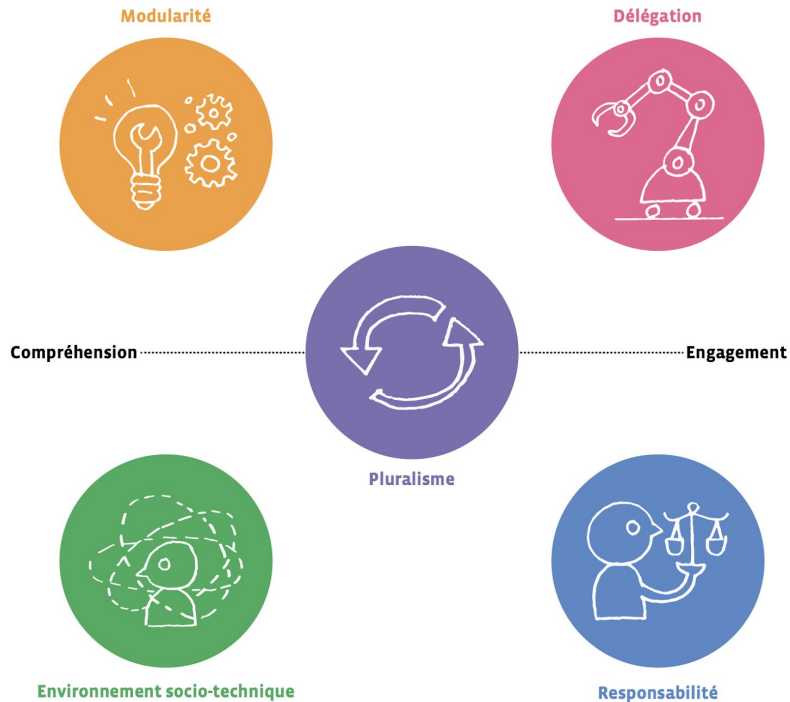 Modularité
Délégation
Compréhension
Engagement
Pluralisme
Environnement socio-technique
Responsabilité